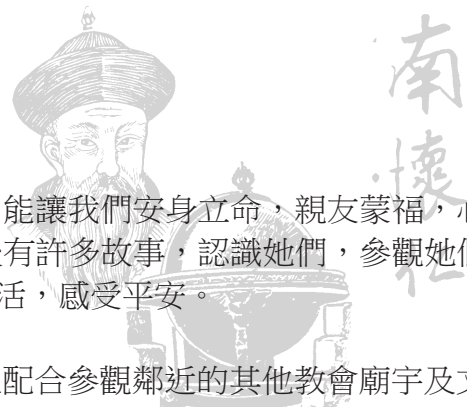 南懷仁
能讓我們安身立命，親友蒙福，
有許多故事，認識她們，參觀她
活，感受平安。
配合參觀鄰近的其他教會廟宇及